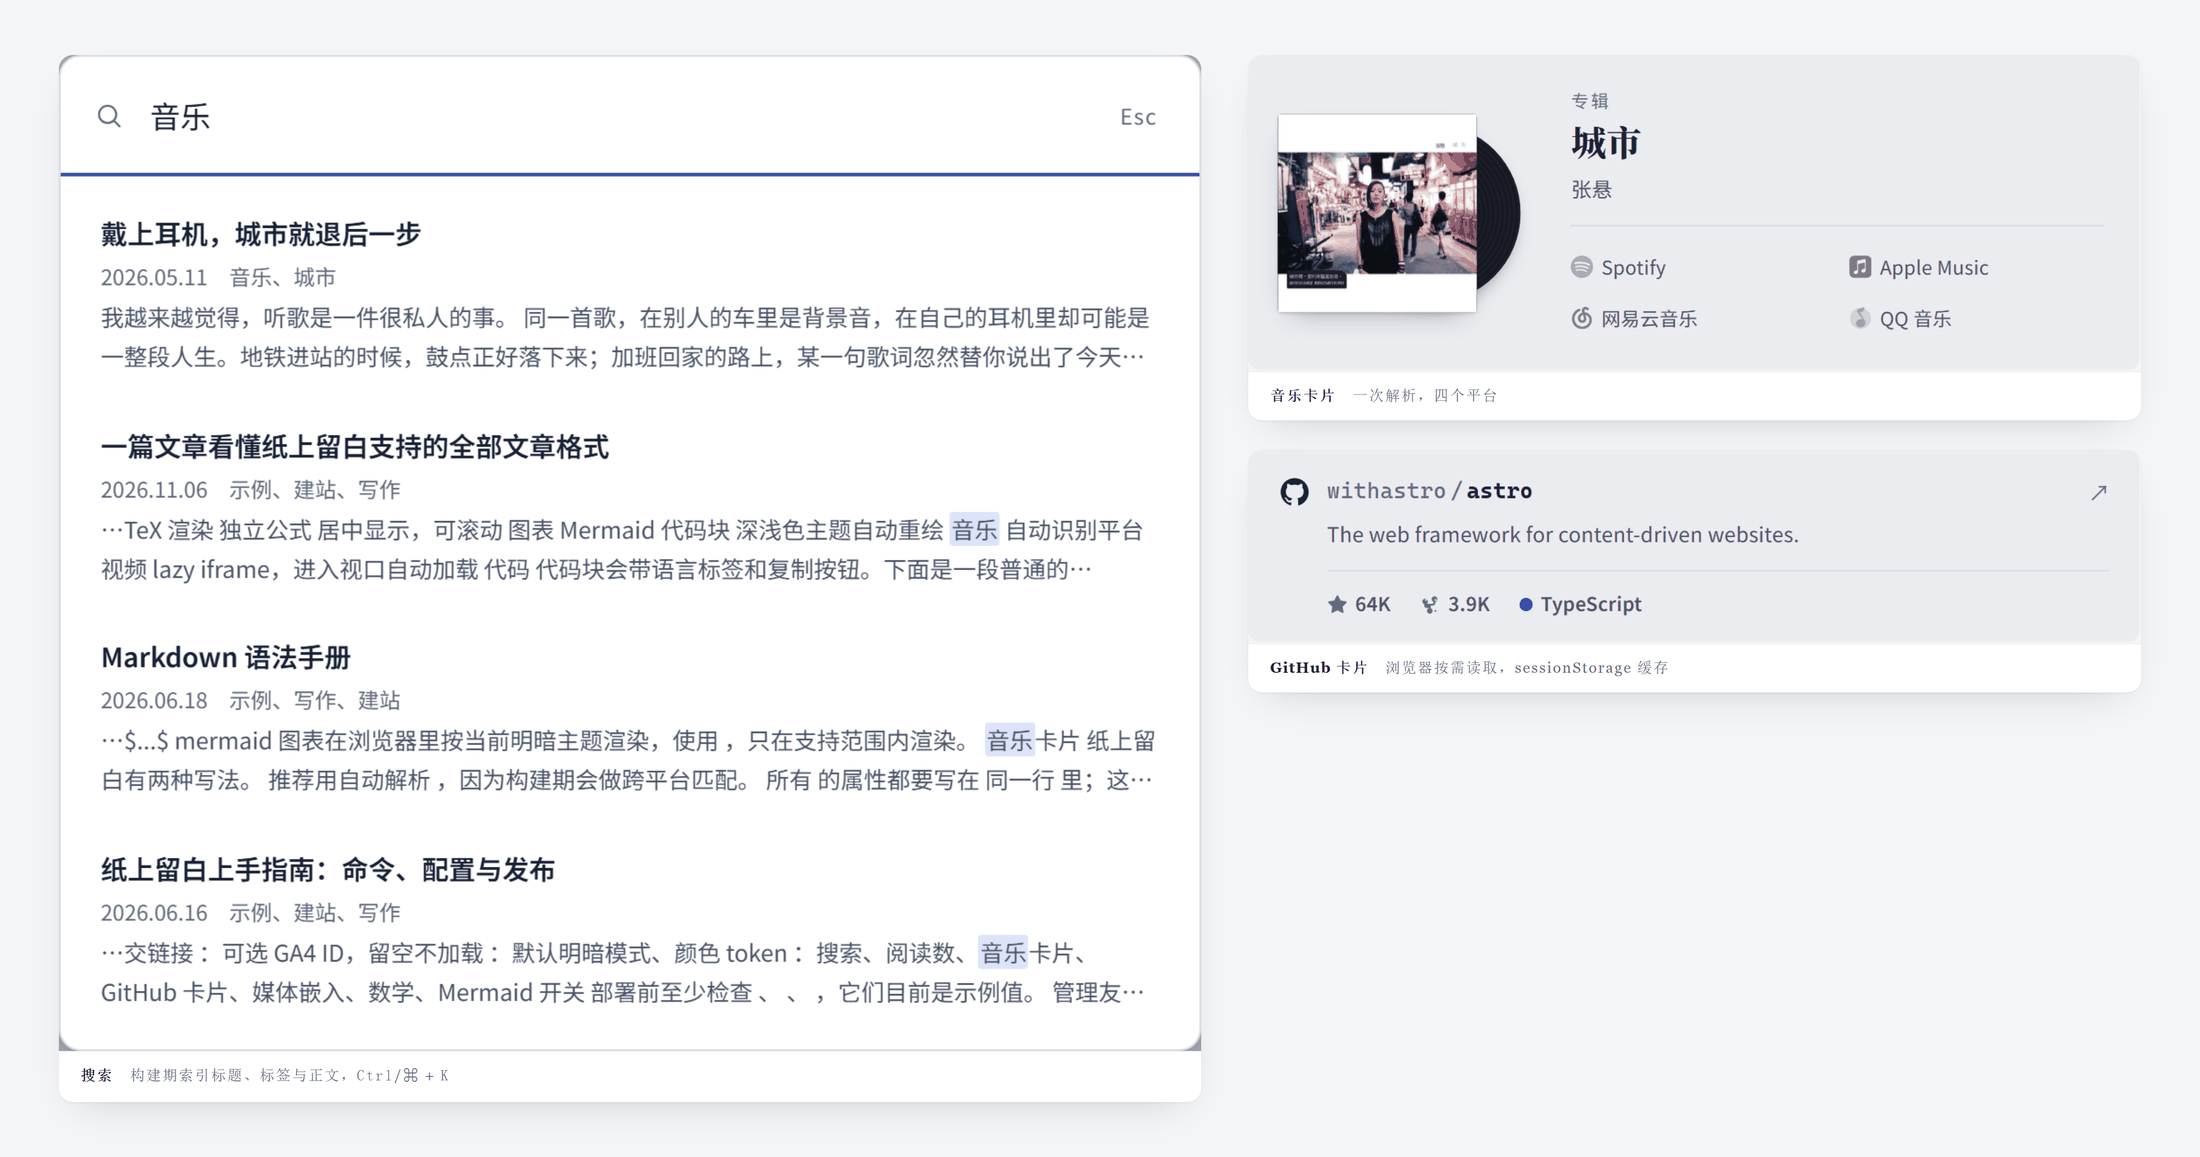 音乐
Esc
戴上耳机，城市就退后一步
2026.05.11 音乐、城市
我越来越觉得，听歌是一件很私人的事。 同一首歌，在别人的车里是背景音，在自己的耳机里却可能是
一整段人生。地铁进站的时候，鼓点正好落下来；加班回家的路上，某一句歌词忽然替你说出了今天…
一篇文章看懂纸上留白支持的全部文章格式
2026.11.06 示例、建站、写作
…TeX 渲染 独立公式 居中显示，可滚动 图表 Mermaid 代码块 深浅色主题自动重绘 音乐 自动识别平台
视频 lazy iframe，进入视口自动加载 代码 代码块会带语言标签和复制按钮。下面是一段普通的…
Markdown 语法手册
2026.06.18 示例、写作、建站
…$...$ mermaid 图表在浏览器里按当前明暗主题渲染，使用 ，只在支持范围内渲染。 音乐卡片 纸上留
白有两种写法。 推荐用自动解析 ，因为构建期会做跨平台匹配。 所有 的属性都要写在 同一行 里；这…
纸上留白上手指南：命令、配置与发布
2026.06.16 示例、建站、写作
…交链接 ：可选 GA4 ID，留空不加载 ：默认明暗模式、颜色 token ：搜索、阅读数、音乐卡片、
GitHub 卡片、媒体嵌入、数学、Mermaid 开关 部署前至少检查 、 、 ，它们目前是示例值。 管理友…
搜索 构建期索引标题、标签与正文，Ctrl/⌘ + K
专辑
城市
张悬
Spotify
Apple Music
网易云音乐
QQ 音乐
音乐卡片 一次解析，四个平台
withastro/astro
The web framework for content-driven websites.
64K 3.9K TypeScript
GitHub 卡片 浏览器按需读取，sessionStorage 缓存